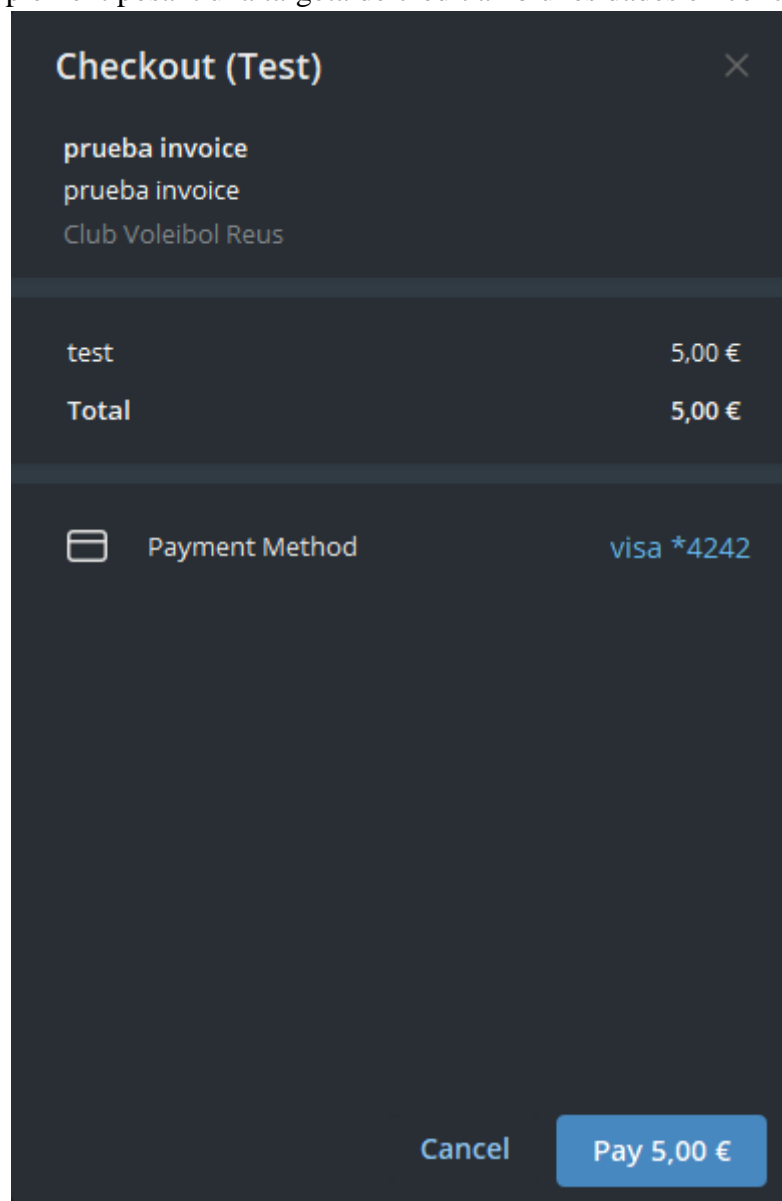 Checkout (Test)
prueba invoice
prueba invoice
Club Voleibol Reus
test 5,00 €
Total 5,00 €
Payment Method visa *4242
Cancel Pay 5,00 €